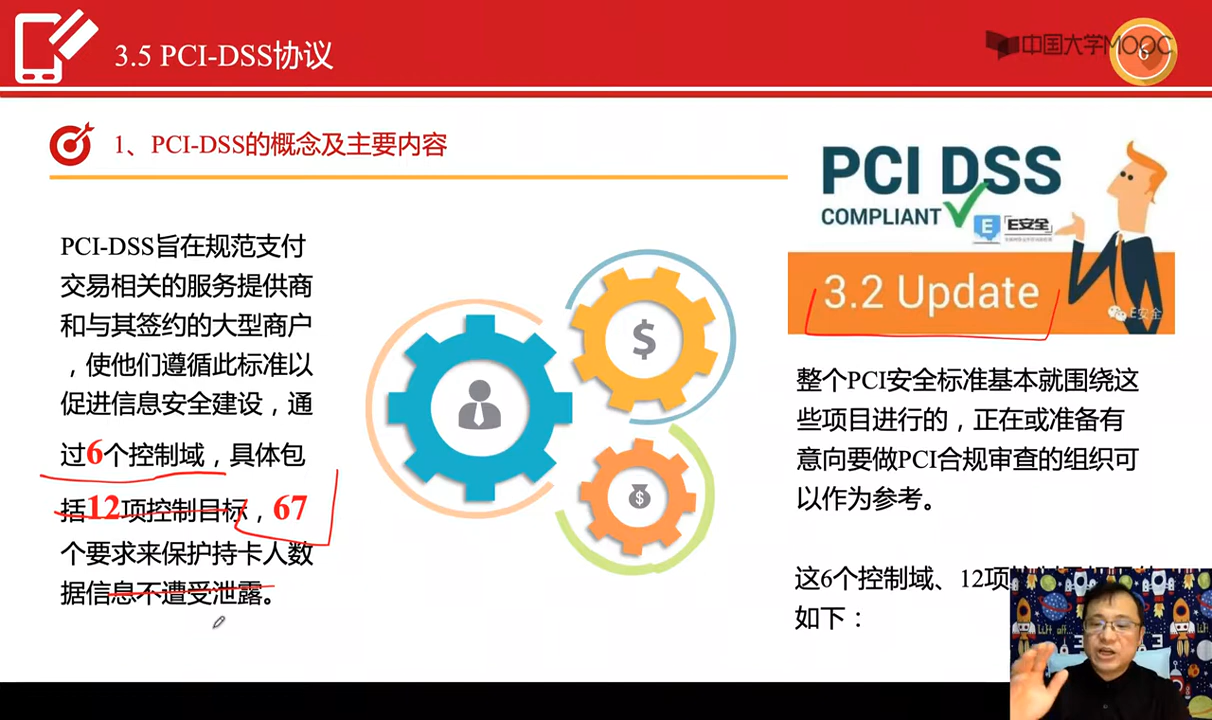 3.5 PCI-DSS协议
中国大学MOOC
6
1、PCI-DSS的概念及主要内容
PCI-DSS旨在规范支付
交易相关的服务提供商
和与其签约的大型商户
，使他们遵循此标准以
促进信息安全建设，通
过6个控制域，具体包
括12项控制目标，67
个要求来保护持卡人数
据信息不遭受泄露。
$
$
PCI DSS
COMPLIANT
E
「E安全」
3.2 Update
E安全
整个PCI安全标准基本就围绕这
些项目进行的，正在或准备有
意向要做PCI合规审查的组织可
以作为参考。
这6个控制域、12项
如下：